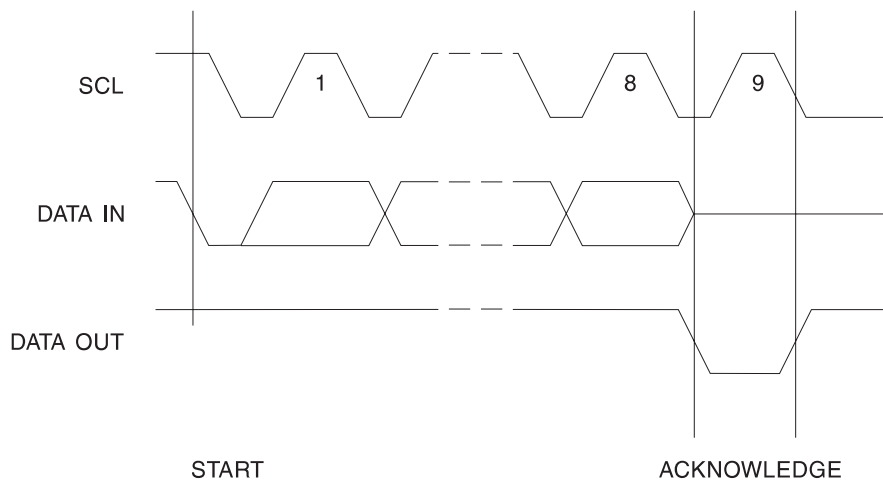 SCL
1
8
9
DATA IN
DATA OUT
START
ACKNOWLEDGE